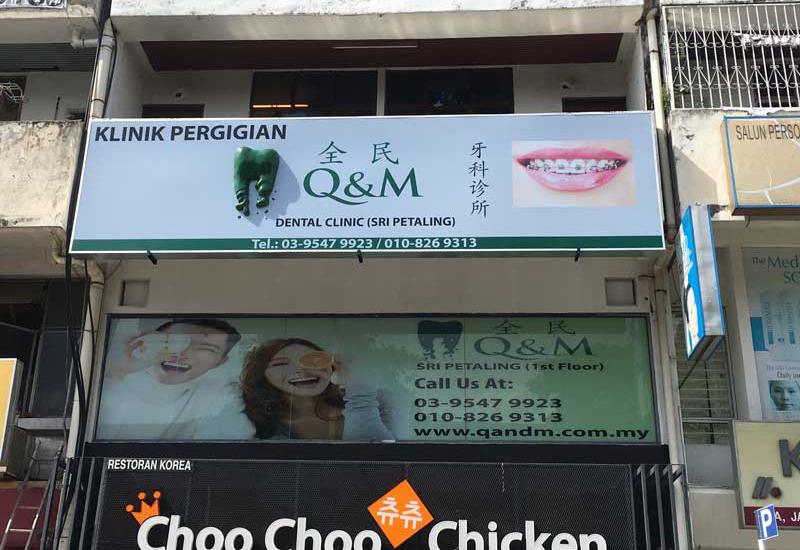 KLINIK PERGIGIAN
全民
Q&M
牙科诊所
DENTAL CLINIC (SRI PETALING)
Tel.: 03-9547 9923 / 010-826 9313
SALUN PERSO
The Med
全民
Q&M
SRI PETALING (1st Floor)
Call Us At:
03-9547 9923
010-826 9313
www.qandm.com.my
RESTORAN KOREA
츄츄
Choo Choo Chicken
K
P